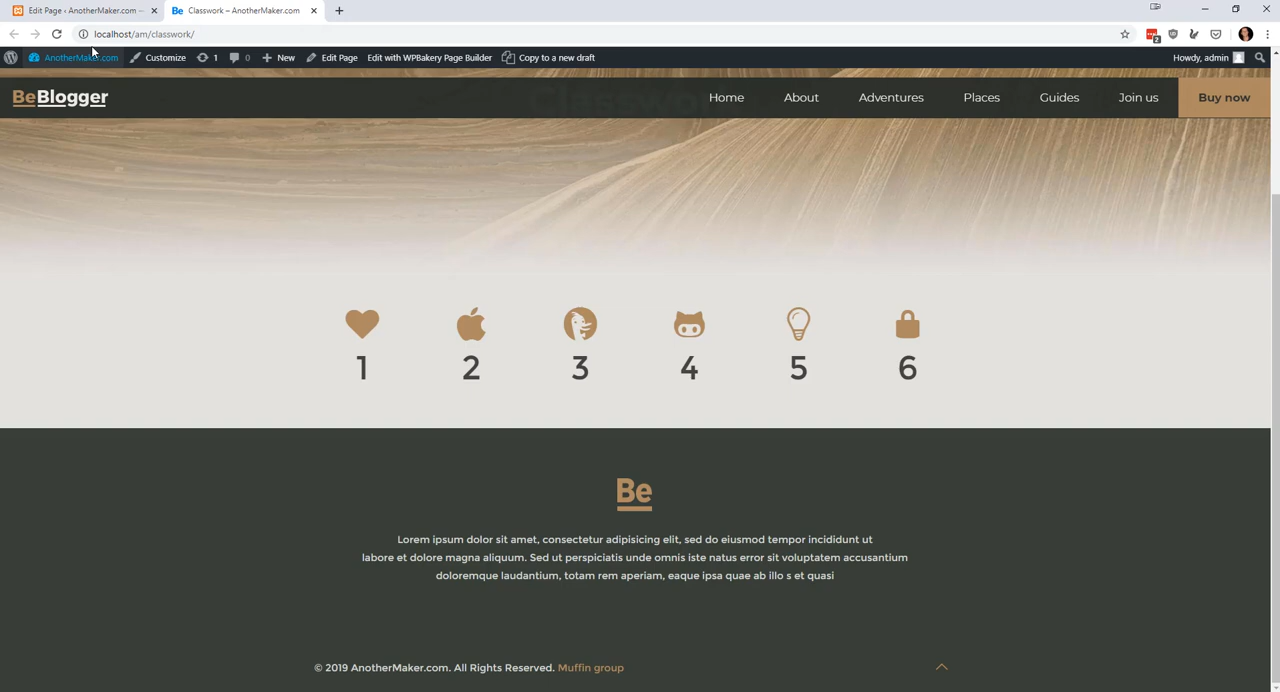 Edit Page ‹ AnotherMaker.com —
Classwork – AnotherMaker.com
localhost/am/classwork/
2
AnotherMaker.com
Customize
1
0
New
Edit Page
Edit with WPBakery Page Builder
Copy to a new draft
Howdy, admin
Classwork
BeBlogger
Home
About
Adventures
Places
Guides
Join us
Buy now
1 2 3 4 5 6
Be
Lorem ipsum dolor sit amet, consectetur adipisicing elit, sed do eiusmod tempor incididunt ut
labore et dolore magna aliquum. Sed ut perspiciatis unde omnis iste natus error sit voluptatem accusantium
doloremque laudantium, totam rem aperiam, eaque ipsa quae ab illo s et quasi
© 2019 AnotherMaker.com. All Rights Reserved. Muffin group